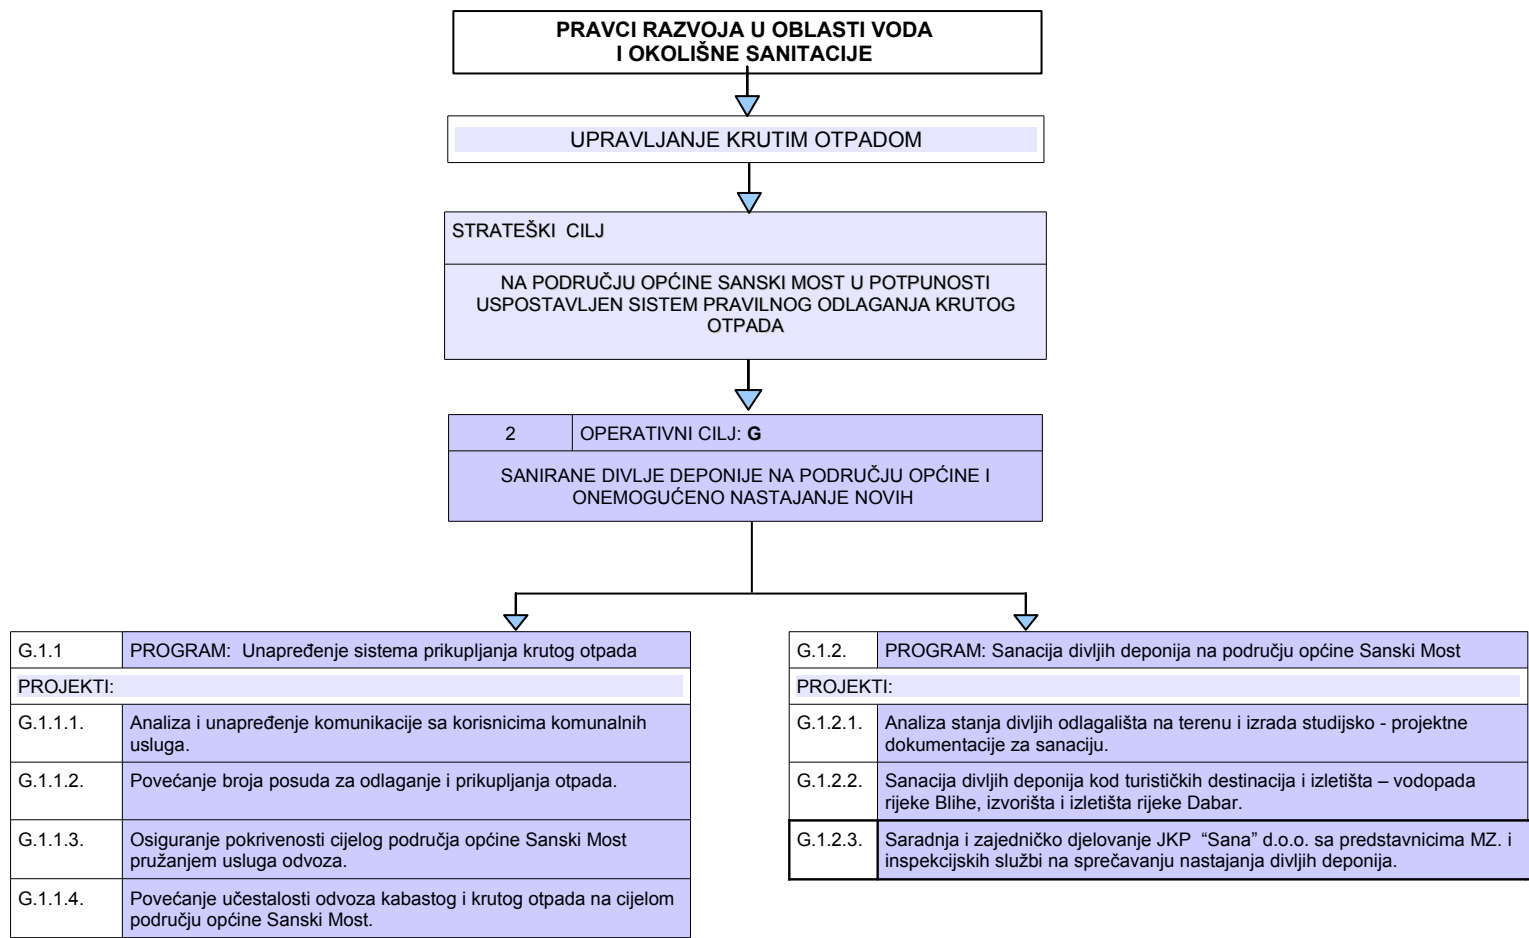 PRAVCI RAZVOJA U OBLASTI VODA
I OKOLIŠNE SANITACIJE
UPRAVLJANJE KRUTIM OTPADOM
STRATEŠKI CILJ
NA PODRUČJU OPĆINE SANSKI MOST U POTPUNOSTI
USPOSTAVLJEN SISTEM PRAVILNOG ODLAGANJA KRUTOG
OTPADA
2 OPERATIVNI CILJ: G
SANIRANE DIVLJE DEPONIJE NA PODRUČJU OPĆINE I
ONEMOGUĆENO NASTAJANJE NOVIH
G.1.1 PROGRAM: Unapređenje sistema prikupljanja krutog otpada
PROJEKTI:
G.1.1.1. Analiza i unapređenje komunikacije sa korisnicima komunalnih
usluga.
G.1.1.2. Povećanje broja posuda za odlaganje i prikupljanja otpada.
G.1.1.3. Osiguranje pokrivenosti cijelog područja općine Sanski Most
pružanjem usluga odvoza.
G.1.1.4. Povećanje učestalosti odvoza kabastog i krutog otpada na cijelom
području općine Sanski Most.
G.1.2. PROGRAM: Sanacija divljih deponija na području općine Sanski Most
PROJEKTI:
G.1.2.1. Analiza stanja divljih odlagališta na terenu i izrada studijsko - projektne
dokumentacije za sanaciju.
G.1.2.2. Sanacija divljih deponija kod turističkih destinacija i izletišta – vodopada
rijeke Blihe, izvorišta i izletišta rijeke Dabar.
G.1.2.3. Saradnja i zajedničko djelovanje JKP “Sana” d.o.o. sa predstavnicima MZ. i
inspekcijskih službi na sprečavanju nastajanja divljih deponija.